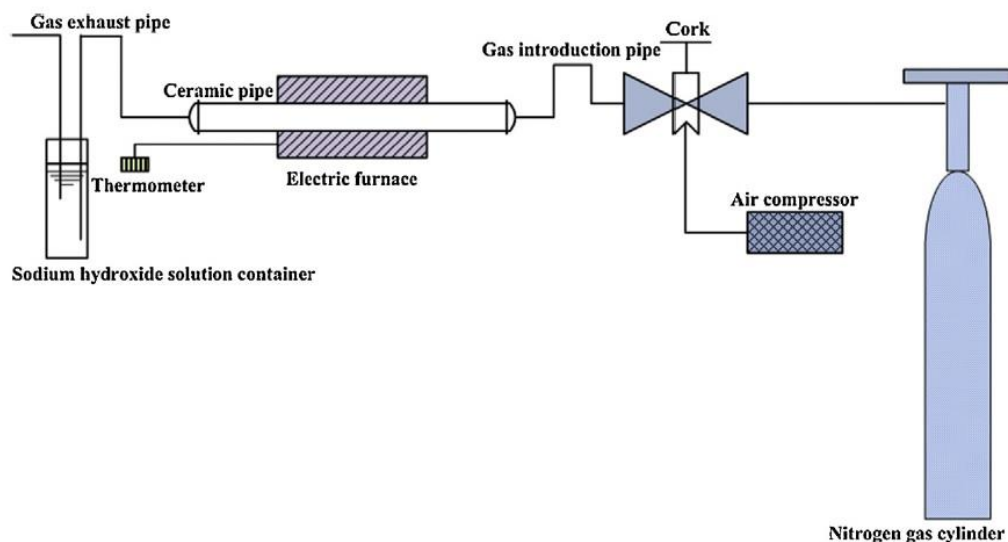 Gas exhaust pipe
Cork
Gas introduction pipe
Ceramic pipe
Thermometer
Electric furnace
Air compressor
Sodium hydroxide solution container
Nitrogen gas cylinder